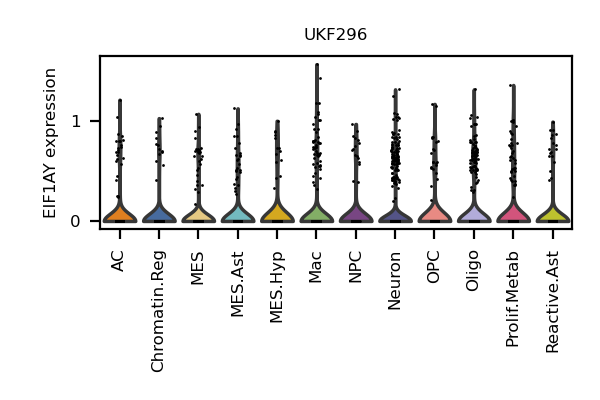 UKF296
EIF1AY expression
1
0
AC
Chromatin.Reg
MES
MES.Ast
MES.Hyp
Mac
NPC
Neuron
OPC
Oligo
Prolif.Metab
Reactive.Ast